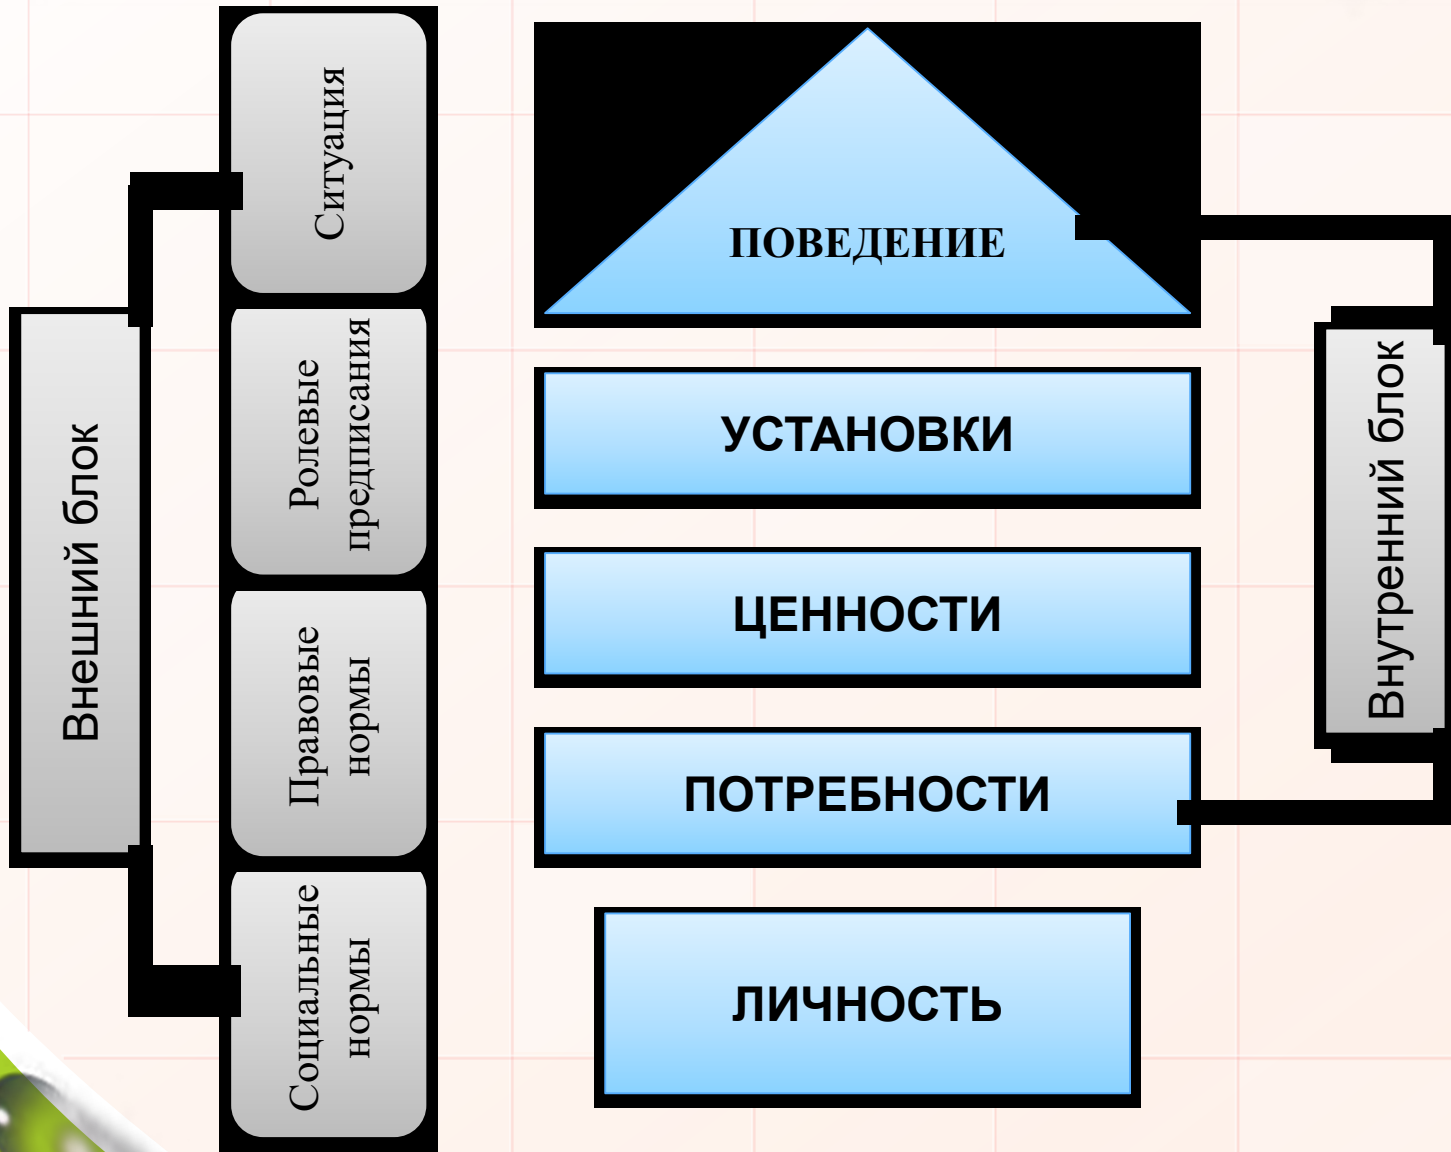 Внешний блок
Ситуация
Ролевые
предписания
Правовые
нормы
Социальные
нормы
ПОВЕДЕНИЕ
УСТАНОВКИ
ЦЕННОСТИ
ПОТРЕБНОСТИ
ЛИЧНОСТЬ
Внутренний блок